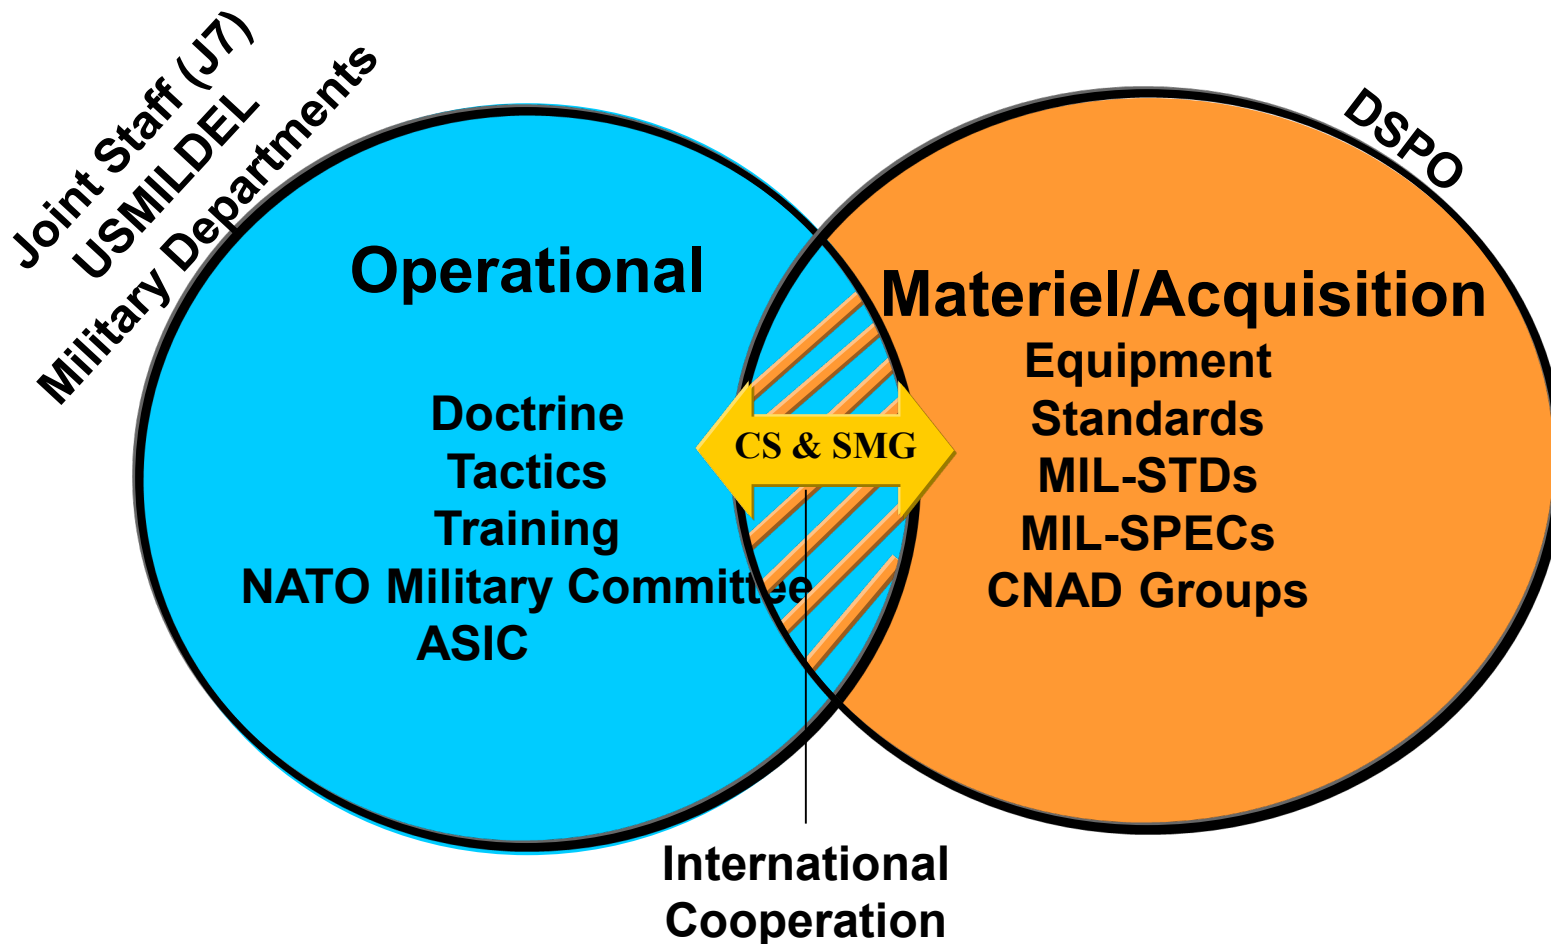 Joint Staff (J7)
USMILDEL
Military Departments
DSPO
Operational
Doctrine
Tactics
Training
NATO Military Committee
ASIC
CS & SMG
Materiel/Acquisition
Equipment
Standards
MIL-STDs
MIL-SPECs
CNAD Groups
International
Cooperation